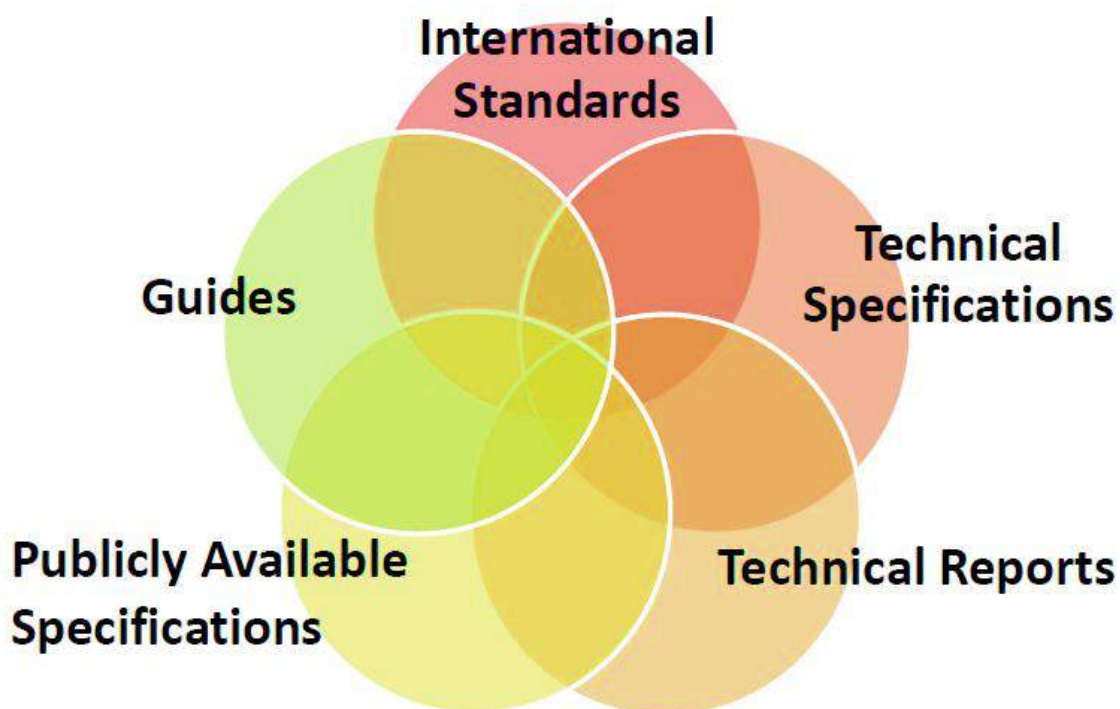 International
Standards
Technical
Specifications
Guides
Publicly Available
Specifications
Technical Reports